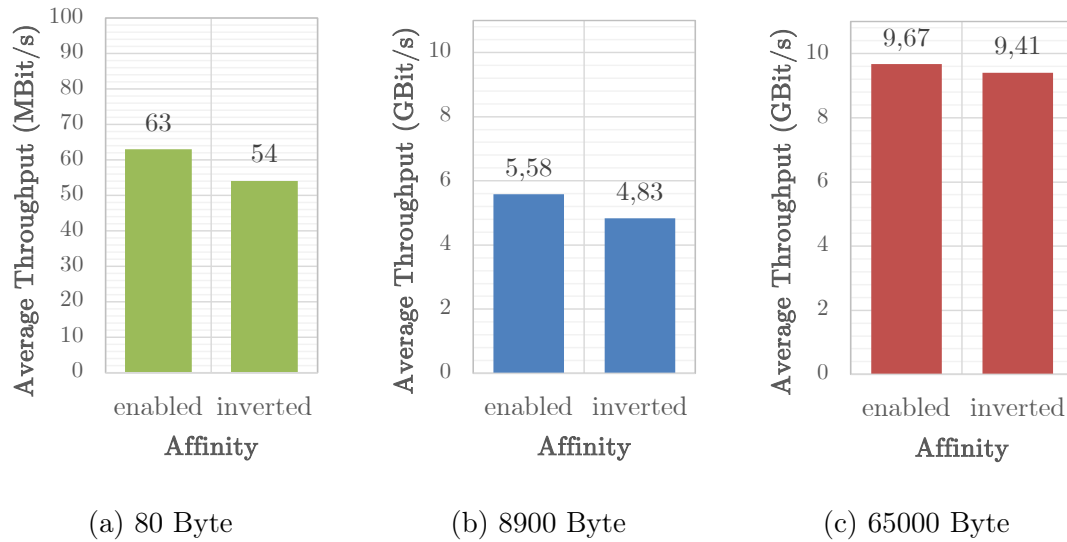 Average Throughput (MBit/s)
100
90
80
70
60
50
40
30
20
10
0
63
54
enabled inverted
Affinity
(a) 80 Byte
Average Throughput (GBit/s)
10
8
6
4
2
0
5,58
4,83
enabled inverted
Affinity
(b) 8900 Byte
Average Throughput (GBit/s)
10
8
6
4
2
0
9,67
9,41
enabled inverted
Affinity
(c) 65000 Byte